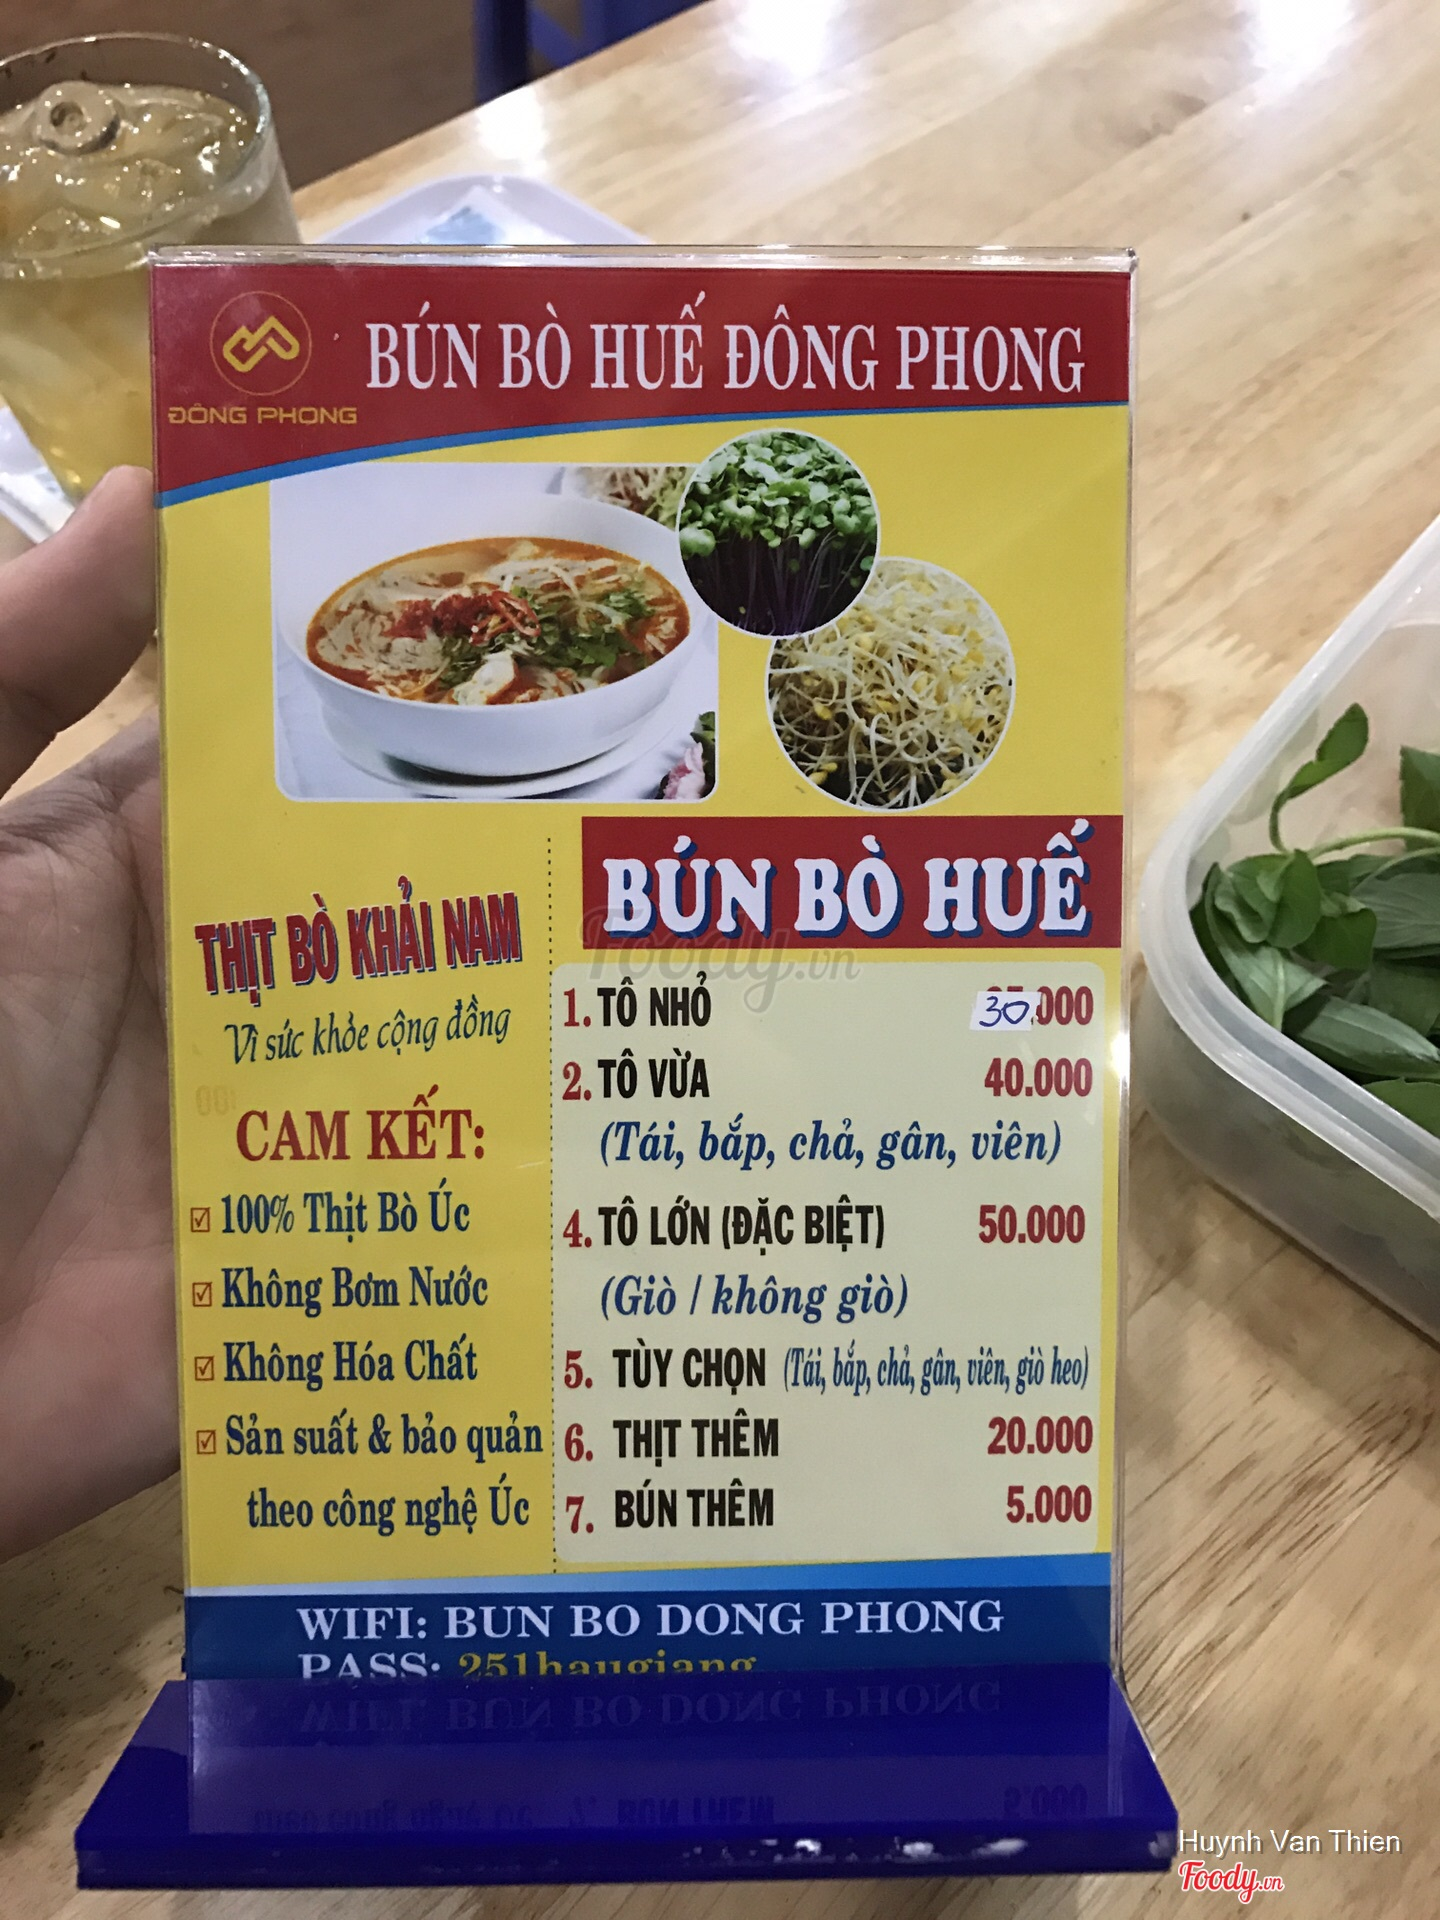 BÚN BÒ HUẾ ĐÔNG PHONG
ĐÔNG PHONG
THỊT BÒ KHẢI NAM
Vì sức khỏe cộng đồng
CAM KẾT:
100% Thịt Bò Úc
Không Bơm Nước
Không Hóa Chất
Sản suất & bảo quản
theo công nghệ Úc
BÚN BÒ HUẾ
1. TÔ NHỎ 30.000
2. TÔ VỪA 40.000
(Tái, bắp, chả, gân, viên)
4. TÔ LỚN (ĐẶC BIỆT) 50.000
(Giò / không giò)
5. TÙY CHỌN (Tái, bắp, chả, gân, viên, giò heo)
6. THỊT THÊM 20.000
7. BÚN THÊM 5.000
WIFI: BUN BO DONG PHONG
PASS: 251haugiang
Foody.vn
Huynh Van Thien
Foody.vn